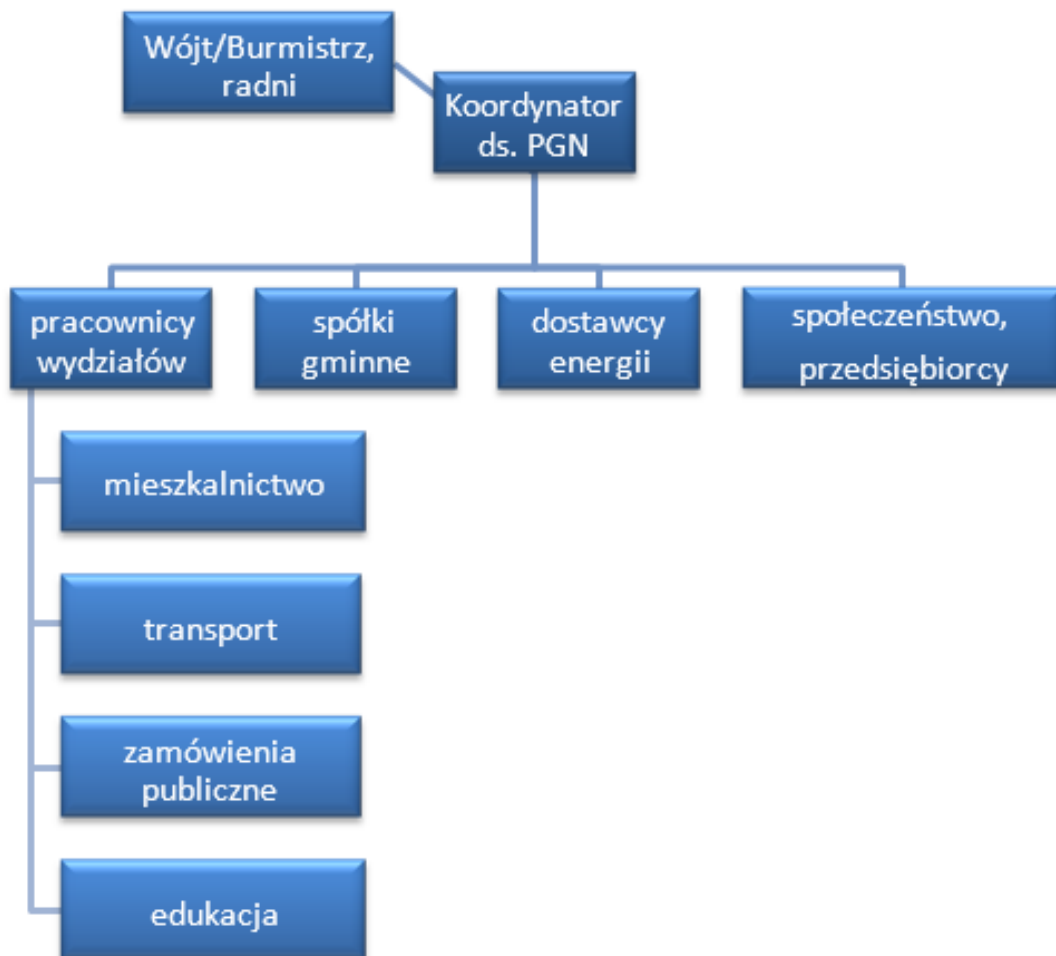 Wójt/Burmistrz,
radni
Koordynator
ds. PGN
pracownicy
wydziałów
spółki
gminne
dostawcy
energii
społeczeństwo,
przedsiębiorcy
mieszkalnictwo
transport
zamówienia
publiczne
edukacja